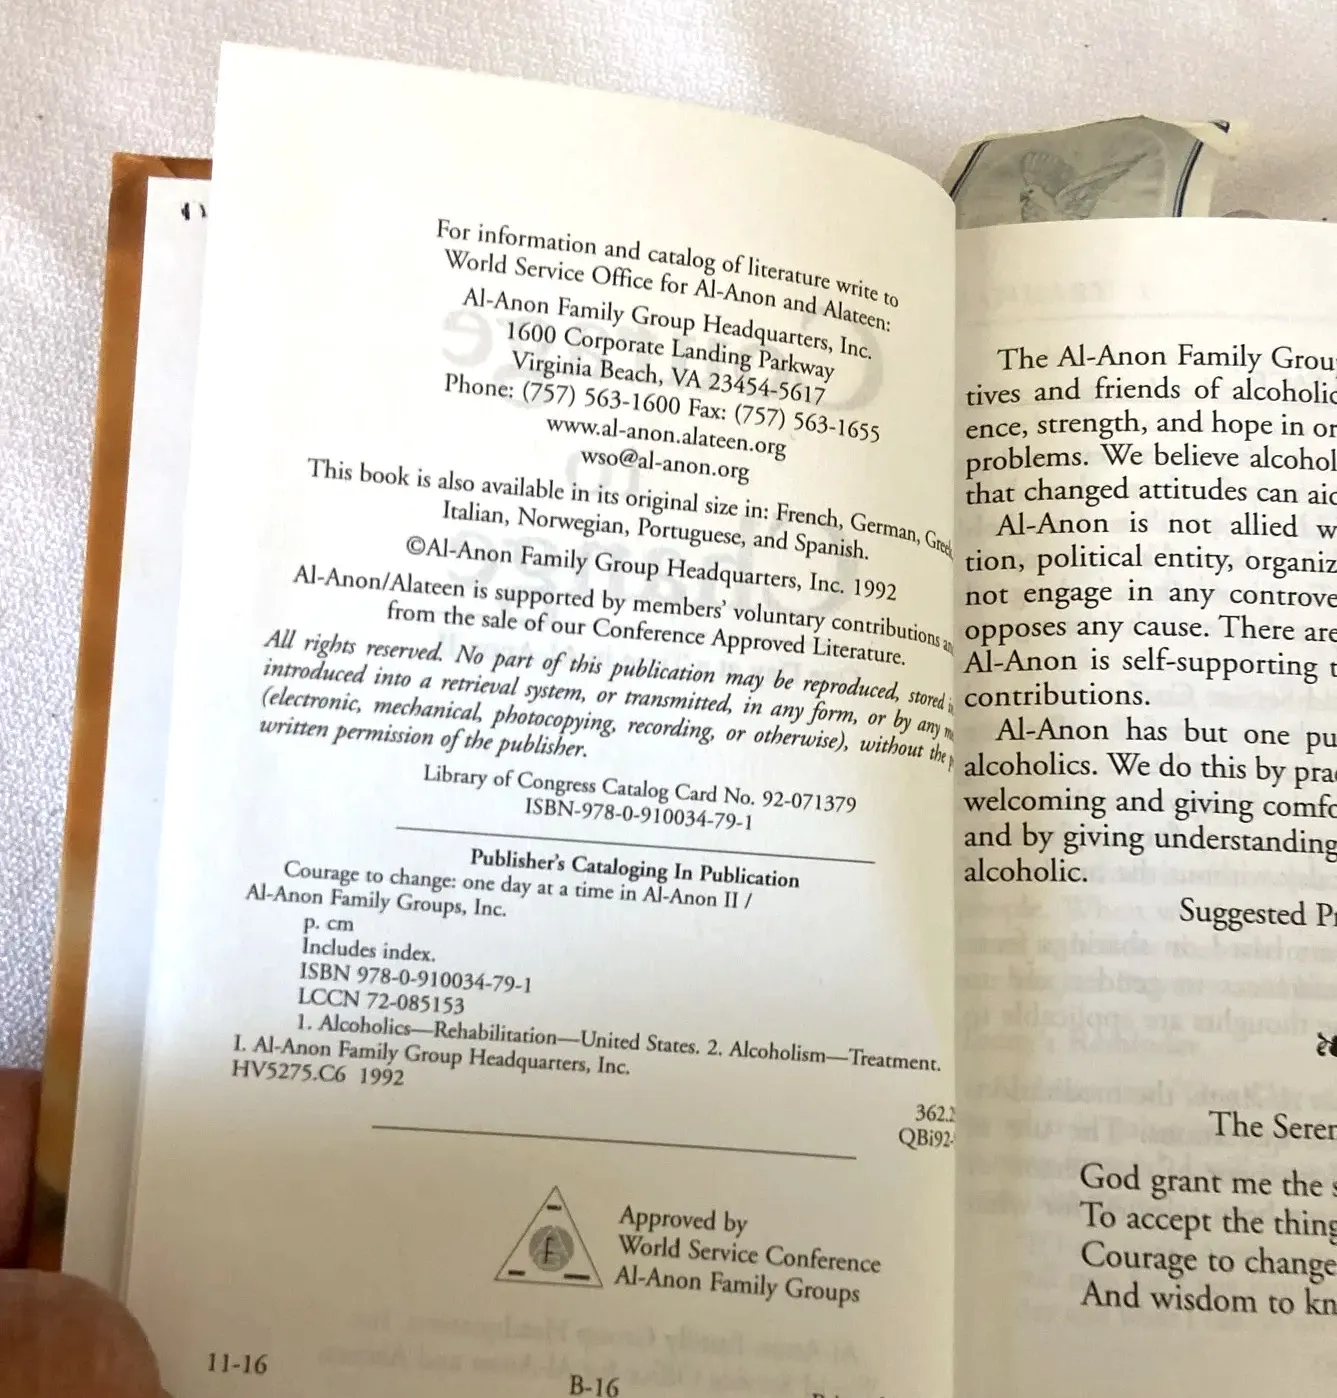 For information and catalog of literature write to
World Service Office for Al-Anon and Alateen:
Al-Anon Family Group Headquarters, Inc.
1600 Corporate Landing Parkway
Virginia Beach, VA 23454-5617
Phone: (757) 563-1600 Fax: (757) 563-1655
www.al-anon.alateen.org
wso@al-anon.org
This book is also available in its original size in: French, German, Greek,
Italian, Norwegian, Portuguese, and Spanish.
©Al-Anon Family Group Headquarters, Inc. 1992
Al-Anon/Alateen is supported by members' voluntary contributions
from the sale of our Conference Approved Literature.
All rights reserved. No part of this publication may be reproduced, stored
introduced into a retrieval system, or transmitted, in any form, or by any
(electronic, mechanical, photocopying, recording, or otherwise), without the
written permission of the publisher.
Library of Congress Catalog Card No. 92-071379
ISBN-978-0-910034-79-1
Publisher's Cataloging In Publication
Courage to change: one day at a time in Al-Anon II /
Al-Anon Family Groups, Inc.
p. cm
Includes index.
ISBN 978-0-910034-79-1
LCCN 72-085153
1. Alcoholics—Rehabilitation—United States. 2. Alcoholism—Treatment.
I. Al-Anon Family Group Headquarters, Inc.
HV5275.C6 1992
362.2
QBi92-
Approved by
World Service Conference
Al-Anon Family Groups
11-16
B-16
The Al-Anon Family Grou
tives and friends of alcoholic
ence, strength, and hope in or
problems. We believe alcohol
that changed attitudes can aid
Al-Anon is not allied w
tion, political entity, organiz
not engage in any controve
opposes any cause. There are
Al-Anon is self-supporting t
contributions.
Al-Anon has but one pu
alcoholics. We do this by pra
welcoming and giving comfo
and by giving understanding
alcoholic.
Suggested Pr
The Seren
God grant me the s
To accept the thing
Courage to change
And wisdom to kn